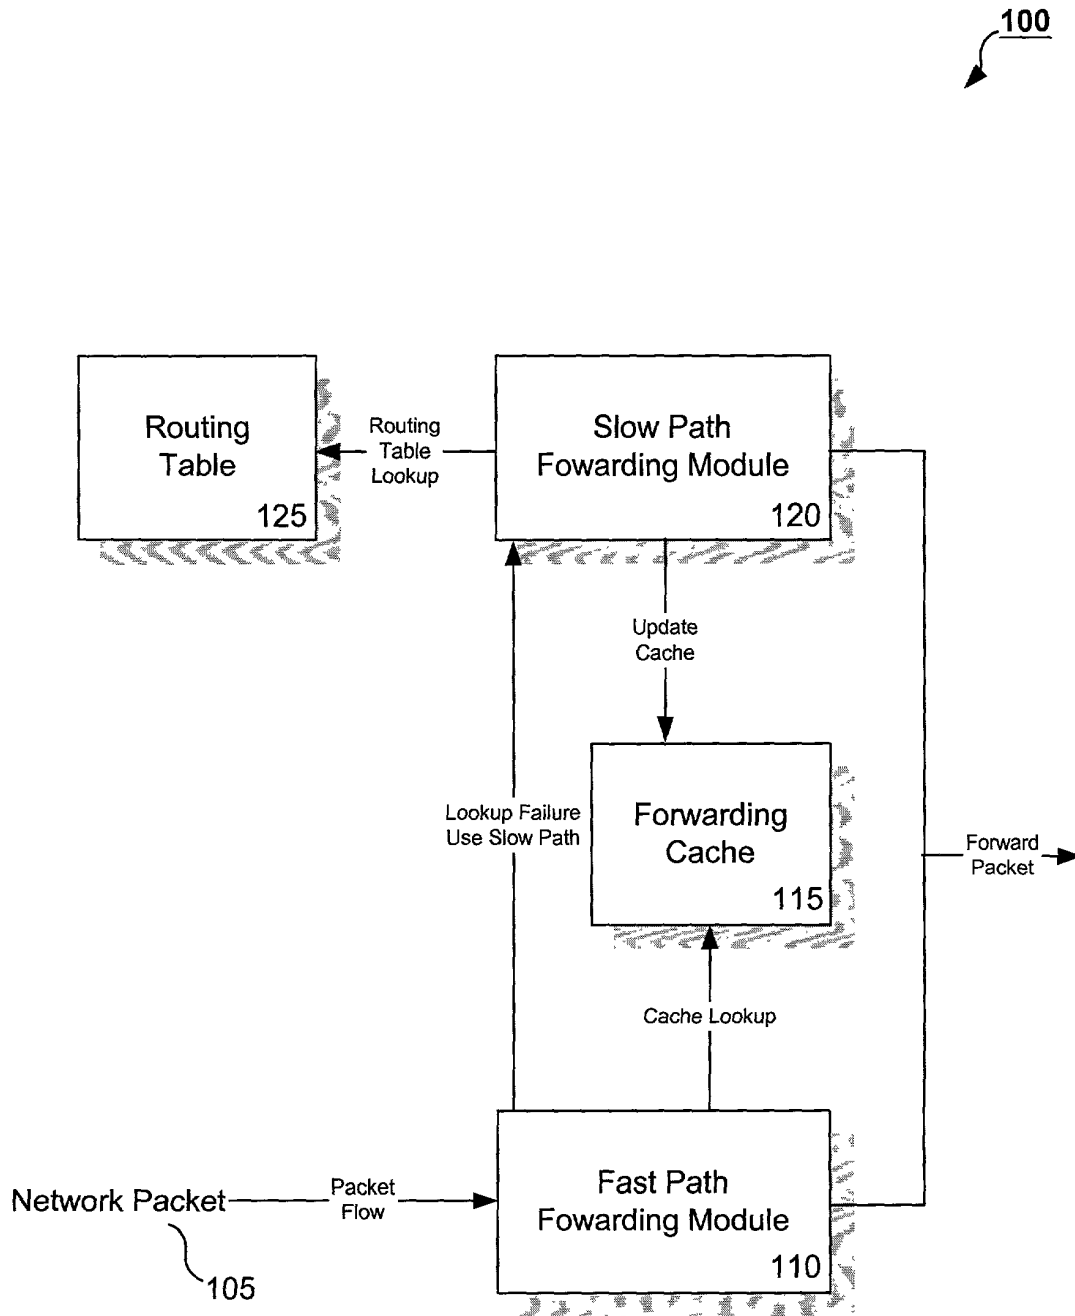 100
Routing
Table
125
Routing
Table
Lookup
Slow Path
Fowarding Module
120
Update
Cache
Lookup Failure
Use Slow Path
Forwarding
Cache
115
Forward
Packet
Cache Lookup
Network Packet
105
Packet
Flow
Fast Path
Fowarding Module
110